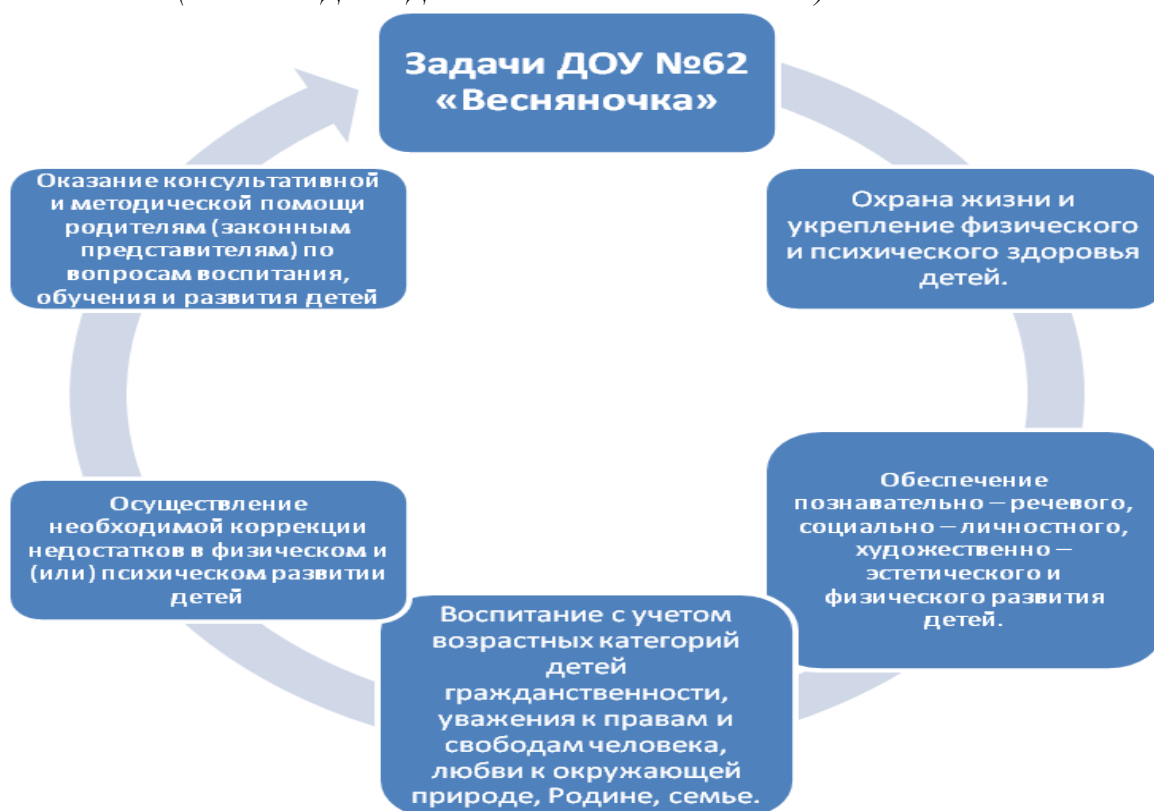 Задачи ДОУ №62
«Весняночка»
Охрана жизни и
укрепление физического
и психического здоровья
детей.
Обеспечение
познавательно – речевого,
социально – личностного,
художественно –
эстетического и
физического развития
детей.
Воспитание с учетом
возрастных категорий
детей
гражданственности,
уважения к правам и
свободам человека,
любви к окружающей
природе, Родине, семье.
Осуществление
необходимой коррекции
недостатков в физическом и
(или) психическом развитии
детей
Оказание консультативной
и методической помощи
родителям (законным
представителям) по
вопросам воспитания,
обучения и развития детей